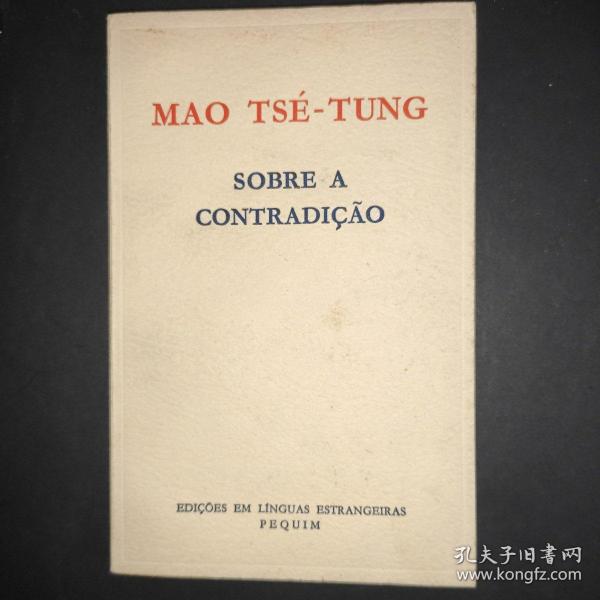 MAO TSÉ-TUNG
SOBRE A
CONTRADIÇÃO
EDIÇÕES EM LÍNGUAS ESTRANGEIRAS
PEQUIM
孔夫子旧书网
www.kongfz.com